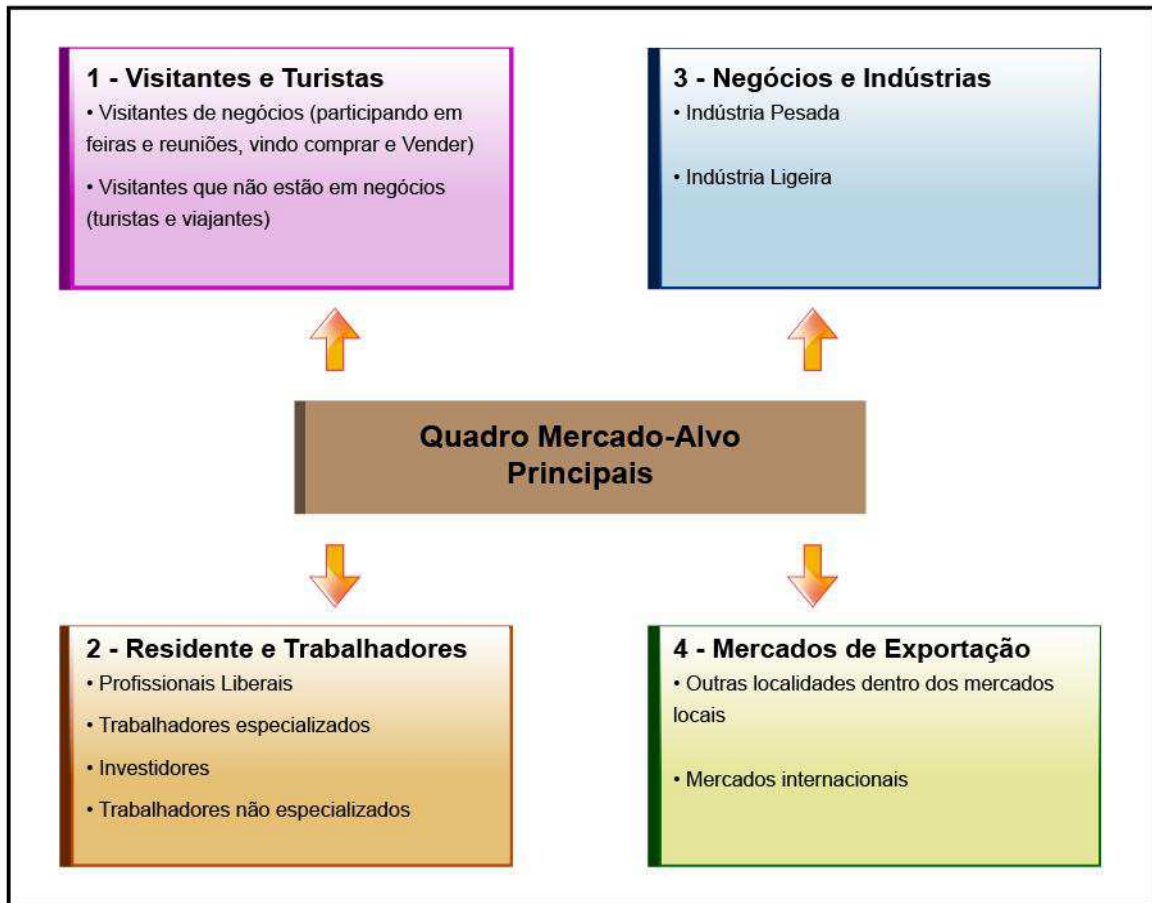 1 - Visitantes e Turistas
• Visitantes de negócios (participando em
feiras e reuniões, vindo comprar e Vender)
• Visitantes que não estão em negócios
(turistas e viajantes)
3 - Negócios e Indústrias
• Indústria Pesada
• Indústria Ligeira
Quadro Mercado-Alvo
Principais
2 - Residente e Trabalhadores
• Profissionais Liberais
• Trabalhadores especializados
• Investidores
• Trabalhadores não especializados
4 - Mercados de Exportação
• Outras localidades dentro dos mercados
locais
• Mercados internacionais